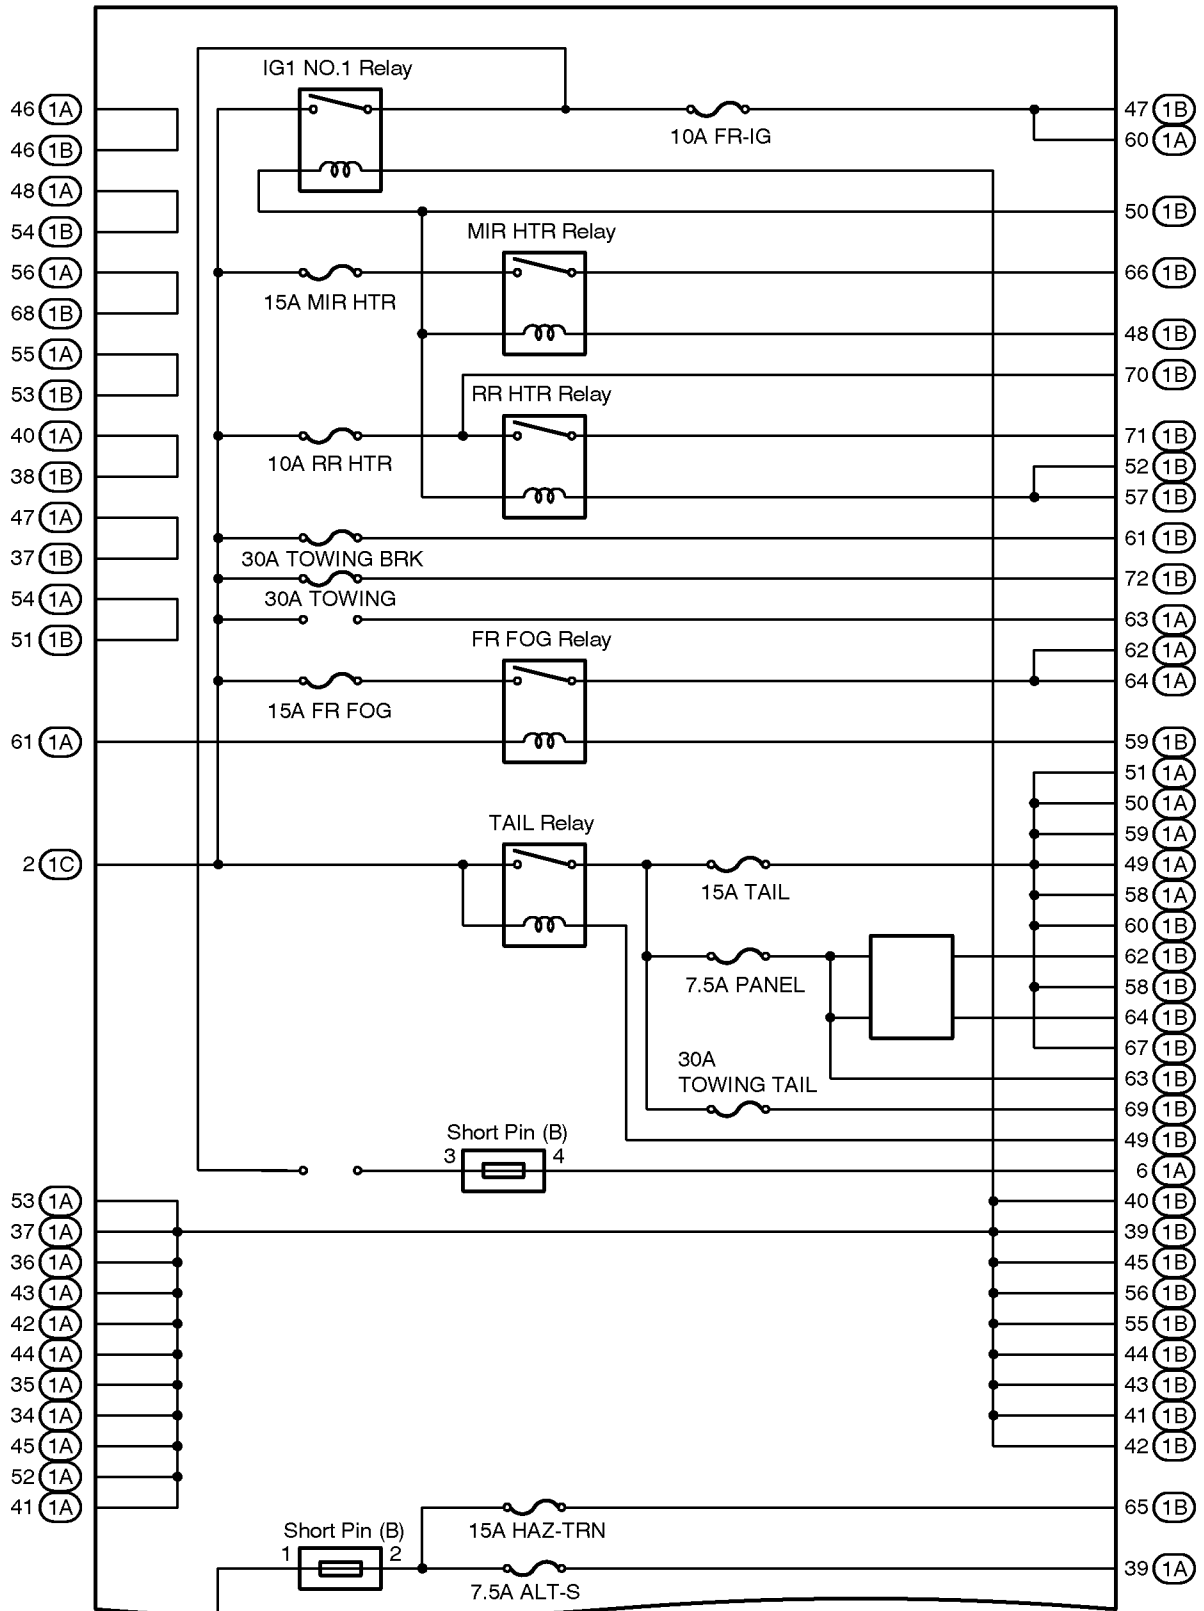 IG1 NO.1 Relay
46 1A
47 1B
10A FR-IG
60 1A
46 1B
48 1A
50 1B
54 1B
MIR HTR Relay
56 1A
66 1B
15A MIR HTR
68 1B
48 1B
55 1A
70 1B
53 1B
RR HTR Relay
40 1A
71 1B
10A RR HTR
52 1B
38 1B
57 1B
47 1A
61 1B
37 1B
30A TOWING BRK
72 1B
54 1A
30A TOWING
63 1A
51 1B
FR FOG Relay
62 1A
64 1A
15A FR FOG
61 1A
59 1B
51 1A
50 1A
TAIL Relay
59 1A
2 1C
49 1A
15A TAIL
58 1A
60 1B
62 1B
7.5A PANEL
58 1B
64 1B
67 1B
30A
TOWING TAIL
63 1B
69 1B
Short Pin (B)
49 1B
3 4
6 1A
53 1A
40 1B
37 1A
39 1B
36 1A
45 1B
43 1A
56 1B
42 1A
55 1B
44 1A
44 1B
35 1A
43 1B
34 1A
41 1B
45 1A
42 1B
52 1A
41 1A
65 1B
15A HAZ-TRN
Short Pin (B)
1 2
39 1A
7.5A ALT-S